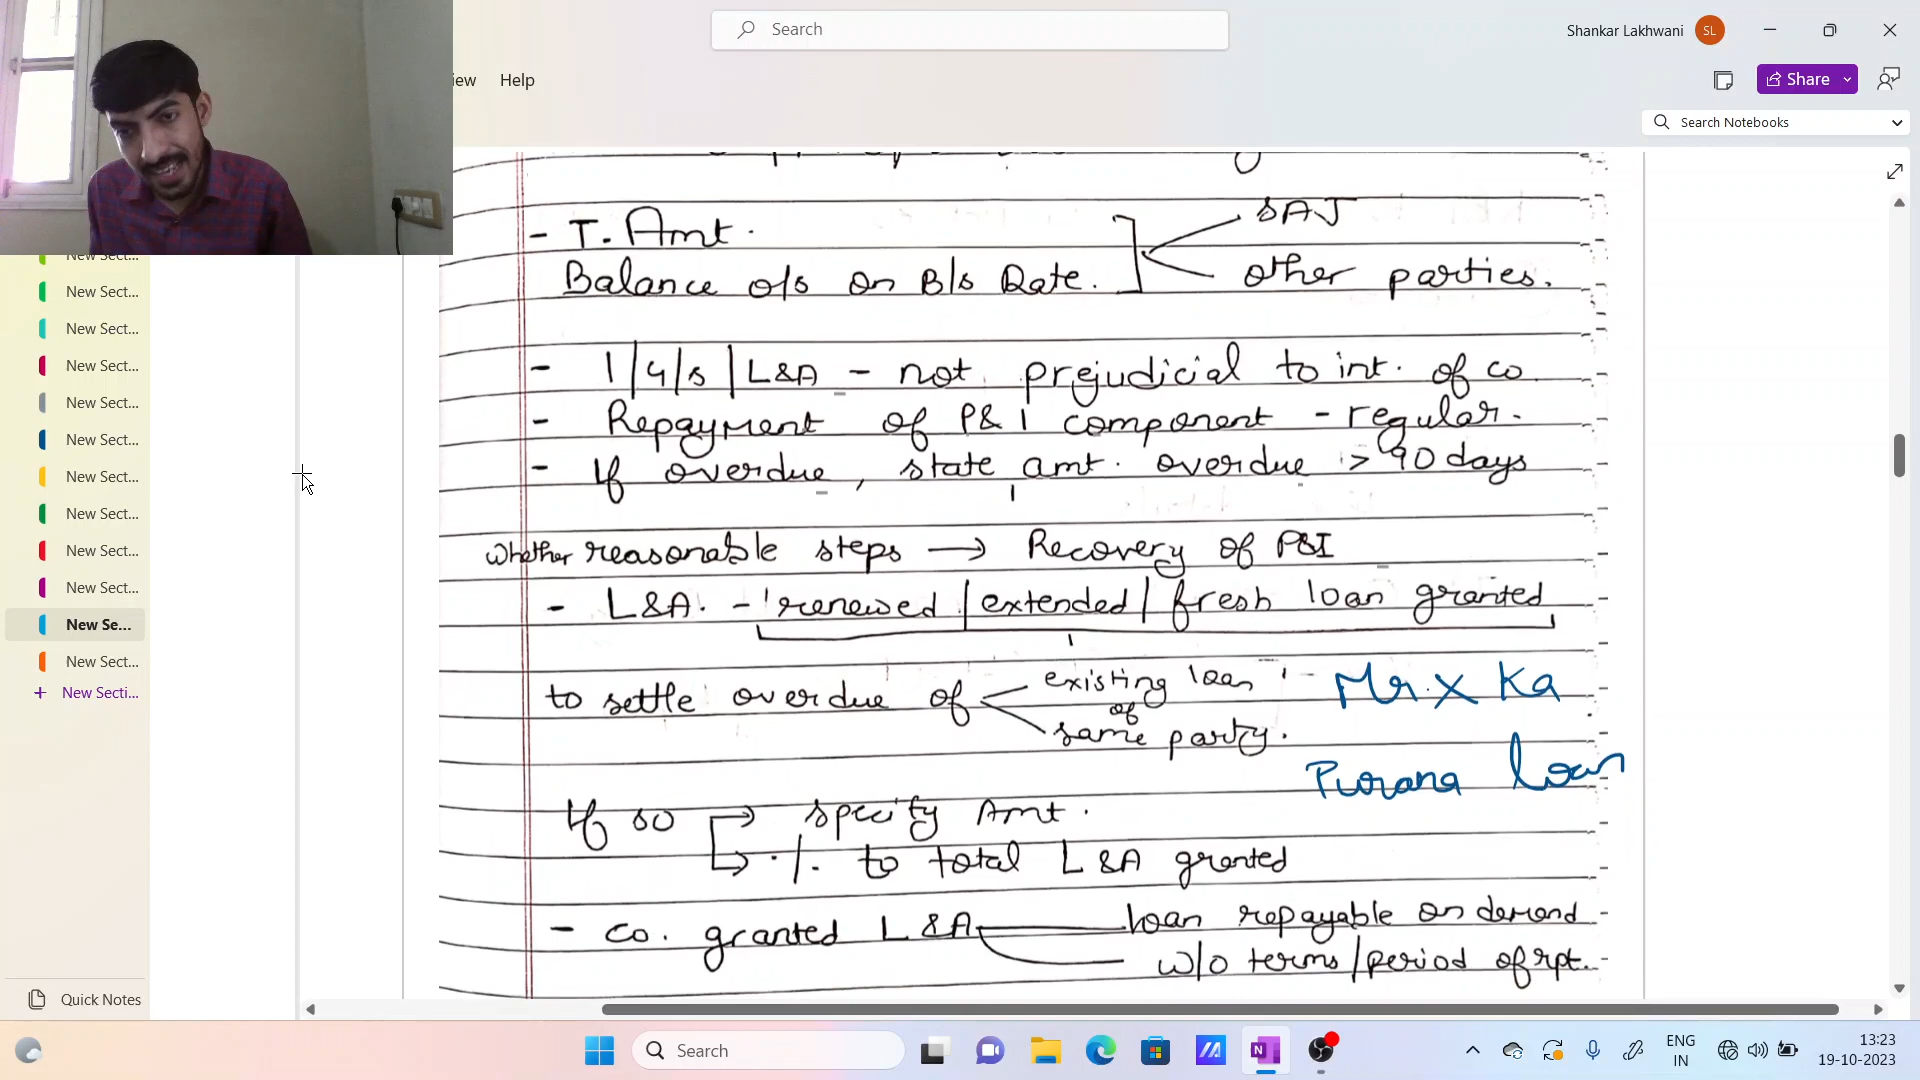 Search
Shankar Lakhwani SL
iew Help
Share
Search Notebooks
- T. Amt.
Balance o/s on B/s Date.
SAJ
other parties.
- I/G/S/L&A - not prejudicial to int. of co.
- Repayment of P&I component - regular.
- If overdue, state amt. overdue > 90 days
Whether reasonable steps → Recovery of P&I
- L&A. - renewed / extended / fresh loan granted
to settle overdue of
existing loan
of
same party.
Mr. X Ka
Purana loan
If so → specify Amt.
→ % to total L&A granted
- co. granted L&A
loan repayable on demand
w/o terms / period of rpt.
New Sect...
New Sect...
New Sect...
New Sect...
New Sect...
New Sect...
New Sect...
New Sect...
New Sect...
New Sect...
New Se...
New Sect...
+ New Secti...
Quick Notes
Search
ENG
IN
13:23
19-10-2023